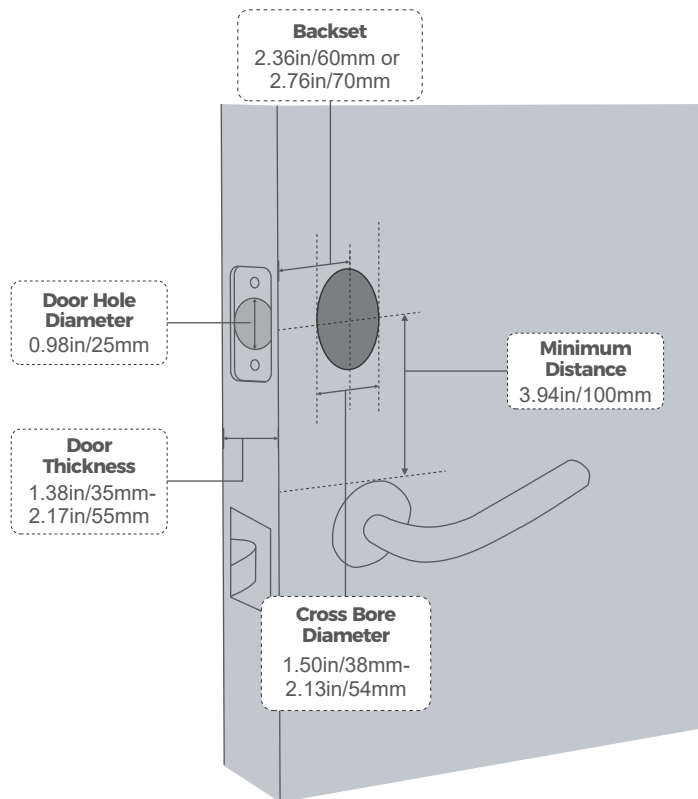 Backset
2.36in/60mm or
2.76in/70mm
Door Hole
Diameter
0.98in/25mm
Minimum
Distance
3.94in/100mm
Door
Thickness
1.38in/35mm-
2.17in/55mm
Cross Bore
Diameter
1.50in/38mm-
2.13in/54mm